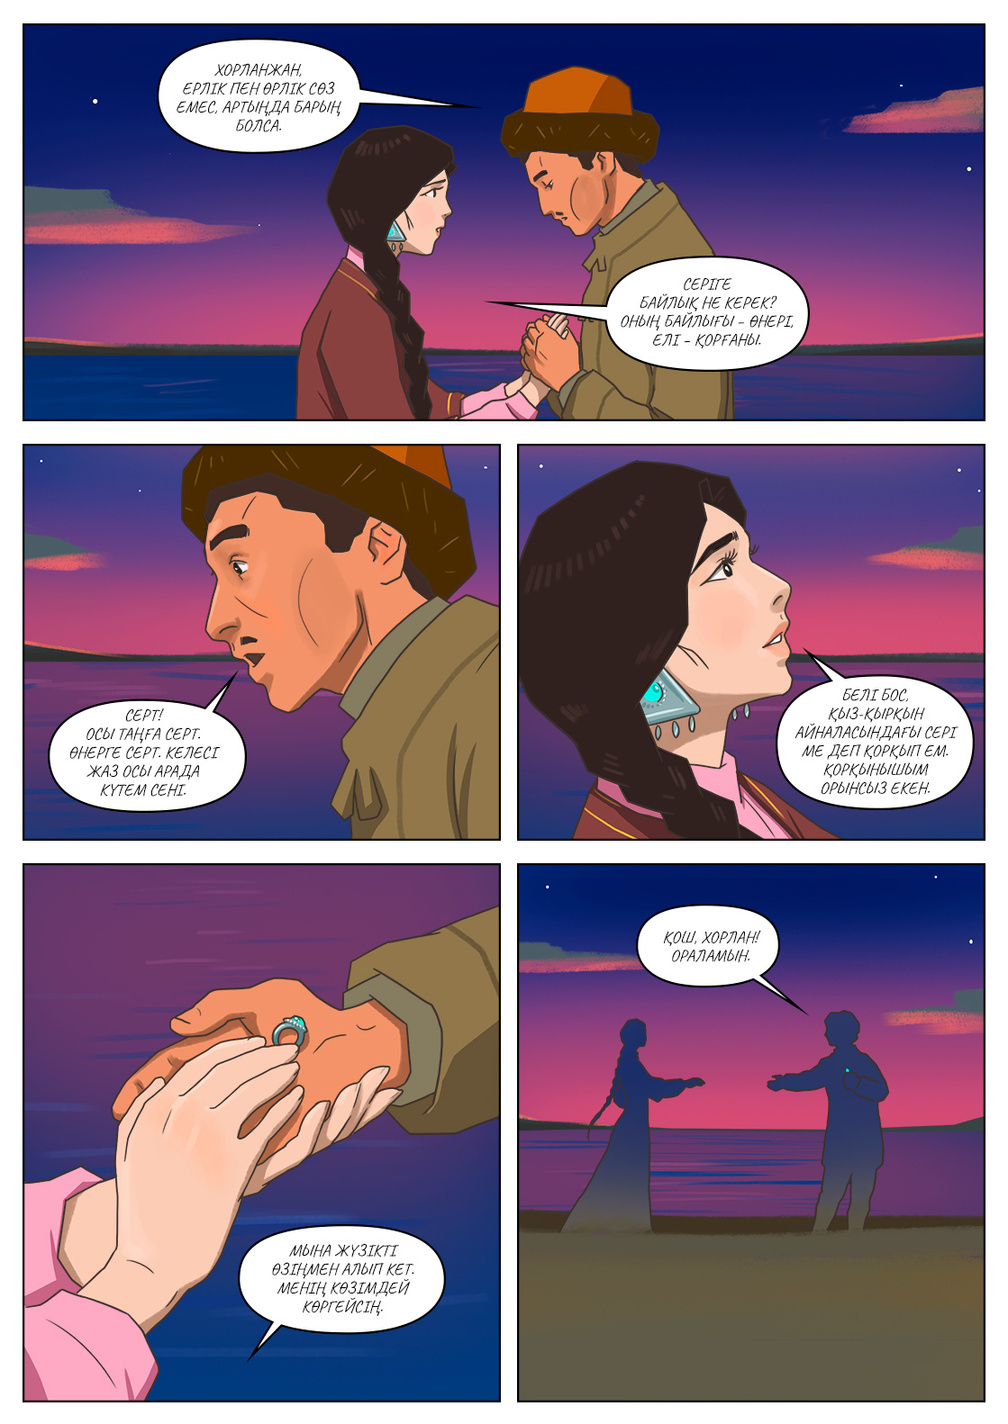 ХОРЛАНЖАН,
ЕРЛІК ПЕН ӨРЛІК СӨЗ
ЕМЕС, АРТЫҢДА БАРЫҢ
БОЛСА.
СЕРІГЕ
БАЙЛЫҚ НЕ КЕРЕК?
ОНЫҢ БАЙЛЫҒЫ – ӨНЕРІ,
ЕЛІ – ҚОРҒАНЫ.
СЕРТ!
ОСЫ ТАҢҒА СЕРТ.
ӨНЕРГЕ СЕРТ. КЕЛЕСІ
ЖАЗ ОСЫ АРАДА
КҮТЕМ СЕНІ.
БЕЛІ БОС,
ҚЫЗ-ҚЫРҚЫН
АЙНАЛАСЫНДАҒЫ СЕРІ
МЕ ДЕП ҚОРҚЫП ЕМ.
ҚОРҚЫНЫШЫМ
ОРЫНСЫЗ ЕКЕН.
МЫНА ЖҮЗІКТІ
ӨЗІҢМЕН АЛЫП КЕТ.
МЕНІҢ КӨЗІМДЕЙ
КӨРГЕЙСІҢ.
ҚОШ, ХОРЛАН!
ОРАЛАМЫН.